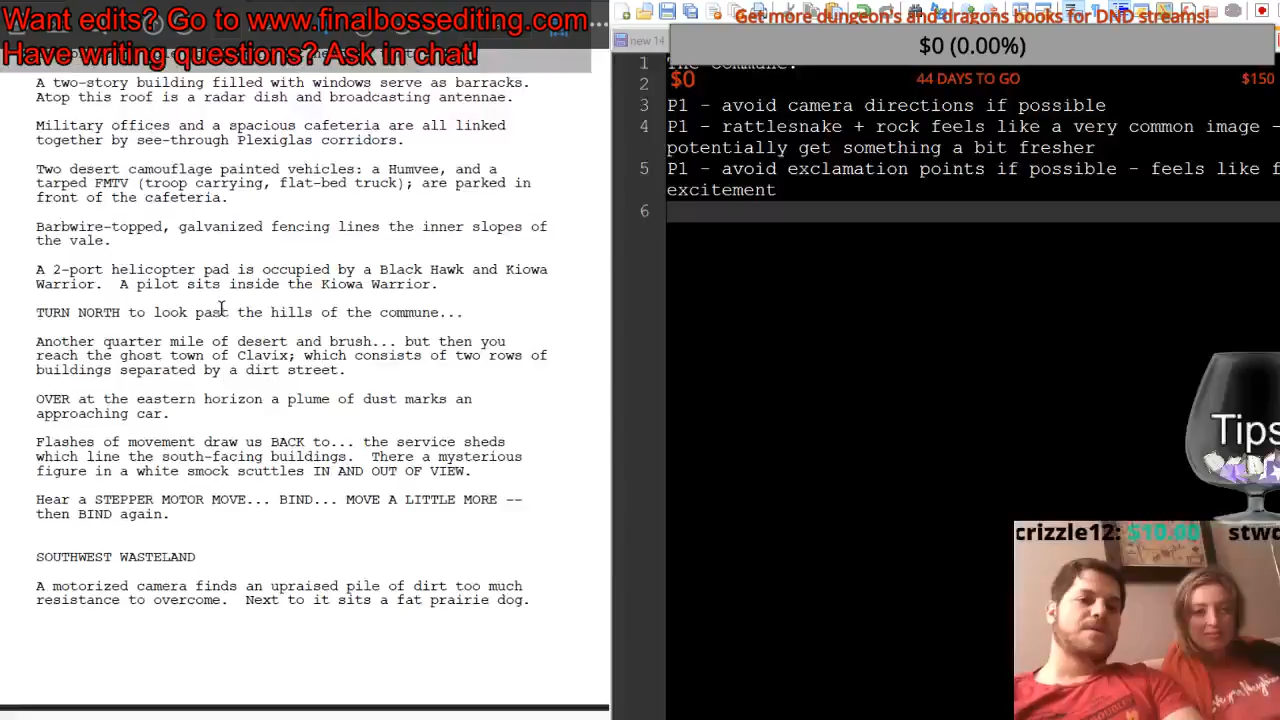 Want edits? Go to www.finalbossediting.com
Have writing questions? Ask in chat!
A two-story building filled with windows serve as barracks.
Atop this roof is a radar dish and broadcasting antennae.
Military offices and a spacious cafeteria are all linked
together by see-through Plexiglas corridors.
Two desert camouflage painted vehicles: a Humvee, and a
tarped FMTV (troop carrying, flat-bed truck); are parked in
front of the cafeteria.
Barbwire-topped, galvanized fencing lines the inner slopes of
the vale.
A 2-port helicopter pad is occupied by a Black Hawk and Kiowa
Warrior.  A pilot sits inside the Kiowa Warrior.
TURN NORTH to look past the hills of the commune...
Another quarter mile of desert and brush... but then you
reach the ghost town of Clavix; which consists of two rows of
buildings separated by a dirt street.
OVER at the eastern horizon a plume of dust marks an
approaching car.
Flashes of movement draw us BACK to... the service sheds
which line the south-facing buildings.  There a mysterious
figure in a white smock scuttles IN AND OUT OF VIEW.
Hear a STEPPER MOTOR MOVE... BIND... MOVE A LITTLE MORE --
then BIND again.
SOUTHWEST WASTELAND
A motorized camera finds an upraised pile of dirt too much
resistance to overcome.  Next to it sits a fat prairie dog.
Get more dungeon's and dragons books for DND streams!
new 14
$0 (0.00%)
$0 44 DAYS TO GO $150
1 The Commune:
2
3 P1 - avoid camera directions if possible
4 P1 - rattlesnake + rock feels like a very common image -
potentially get something a bit fresher
5 P1 - avoid exclamation points if possible - feels like f
excitement
6
Tips
crizzle12: $10.00 stwd